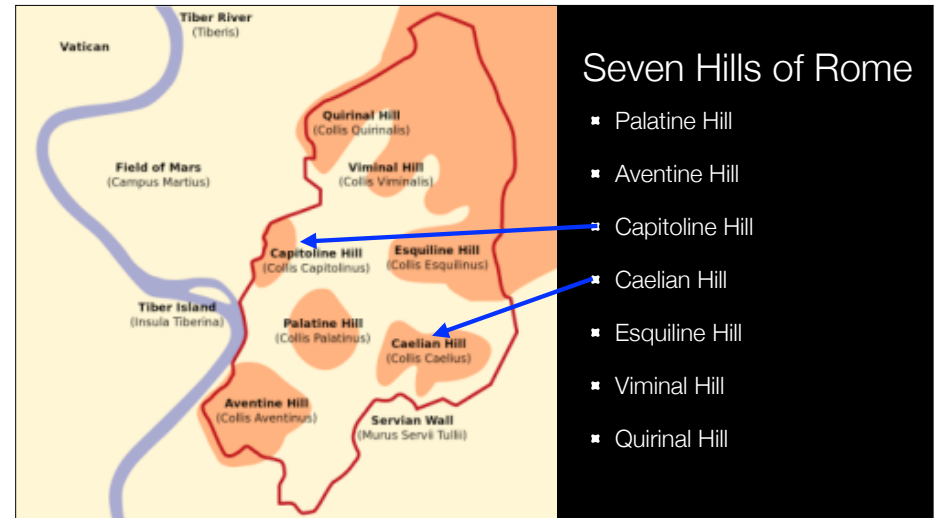 Tiber River
(Tiberis)
Vatican
Quirinal Hill
(Collis Quirinalis)
Field of Mars
(Campus Martius)
Viminal Hill
(Collis Viminalis)
Capitoline Hill
(Collis Capitolinus)
Esquiline Hill
(Collis Esquilinus)
Tiber Island
(Insula Tiberina)
Palatine Hill
(Collis Palatinus)
Caelian Hill
(Collis Caelius)
Aventine Hill
(Collis Aventinus)
Servian Wall
(Murus Servii Tullii)
Seven Hills of Rome
Palatine Hill
Aventine Hill
Capitoline Hill
Caelian Hill
Esquiline Hill
Viminal Hill
Quirinal Hill